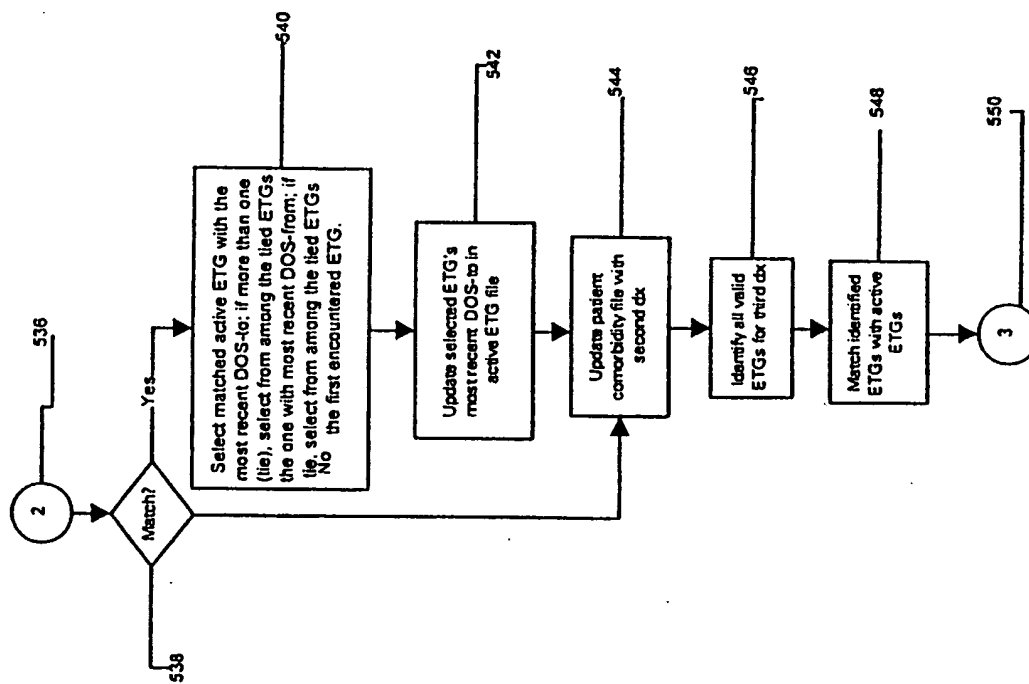 2
536
Match?
538
Yes
Select matched active ETG with the
most recent DOS-to; if more than one
(tie), select from among the tied ETGs
the one with most recent DOS-from; if
tie, select from among the tied ETGs
No the first encountered ETG.
540
Update selected ETG's
most recent DOS-to in
active ETG file
542
Update patient
comorbidity file with
second dx
544
Identify all valid
ETGs for third dx
546
Match identified
ETGs with active
ETGs
548
3
550